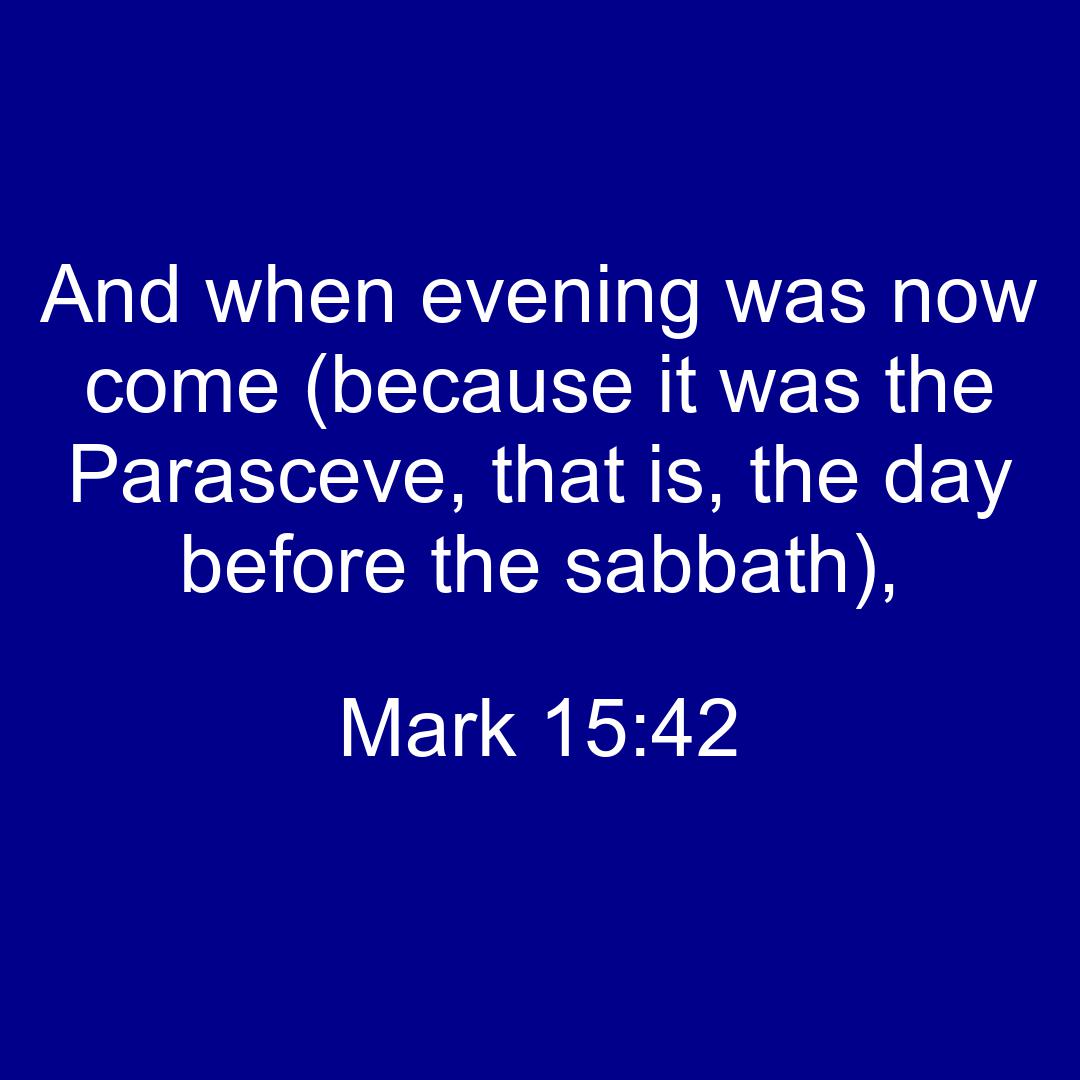 And when evening was now
come (because it was the
Parasceve, that is, the day
before the sabbath),
Mark 15:42